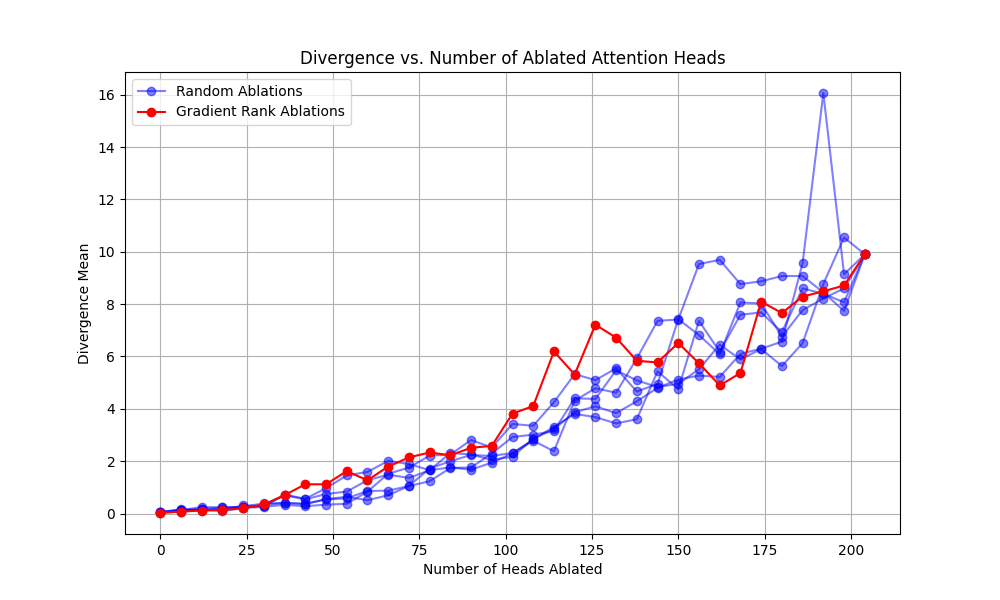 Divergence vs. Number of Ablated Attention Heads
Random Ablations
Gradient Rank Ablations
16
14
12
10
8
6
4
2
0
Divergence Mean
0 25 50 75 100 125 150 175 200
Number of Heads Ablated